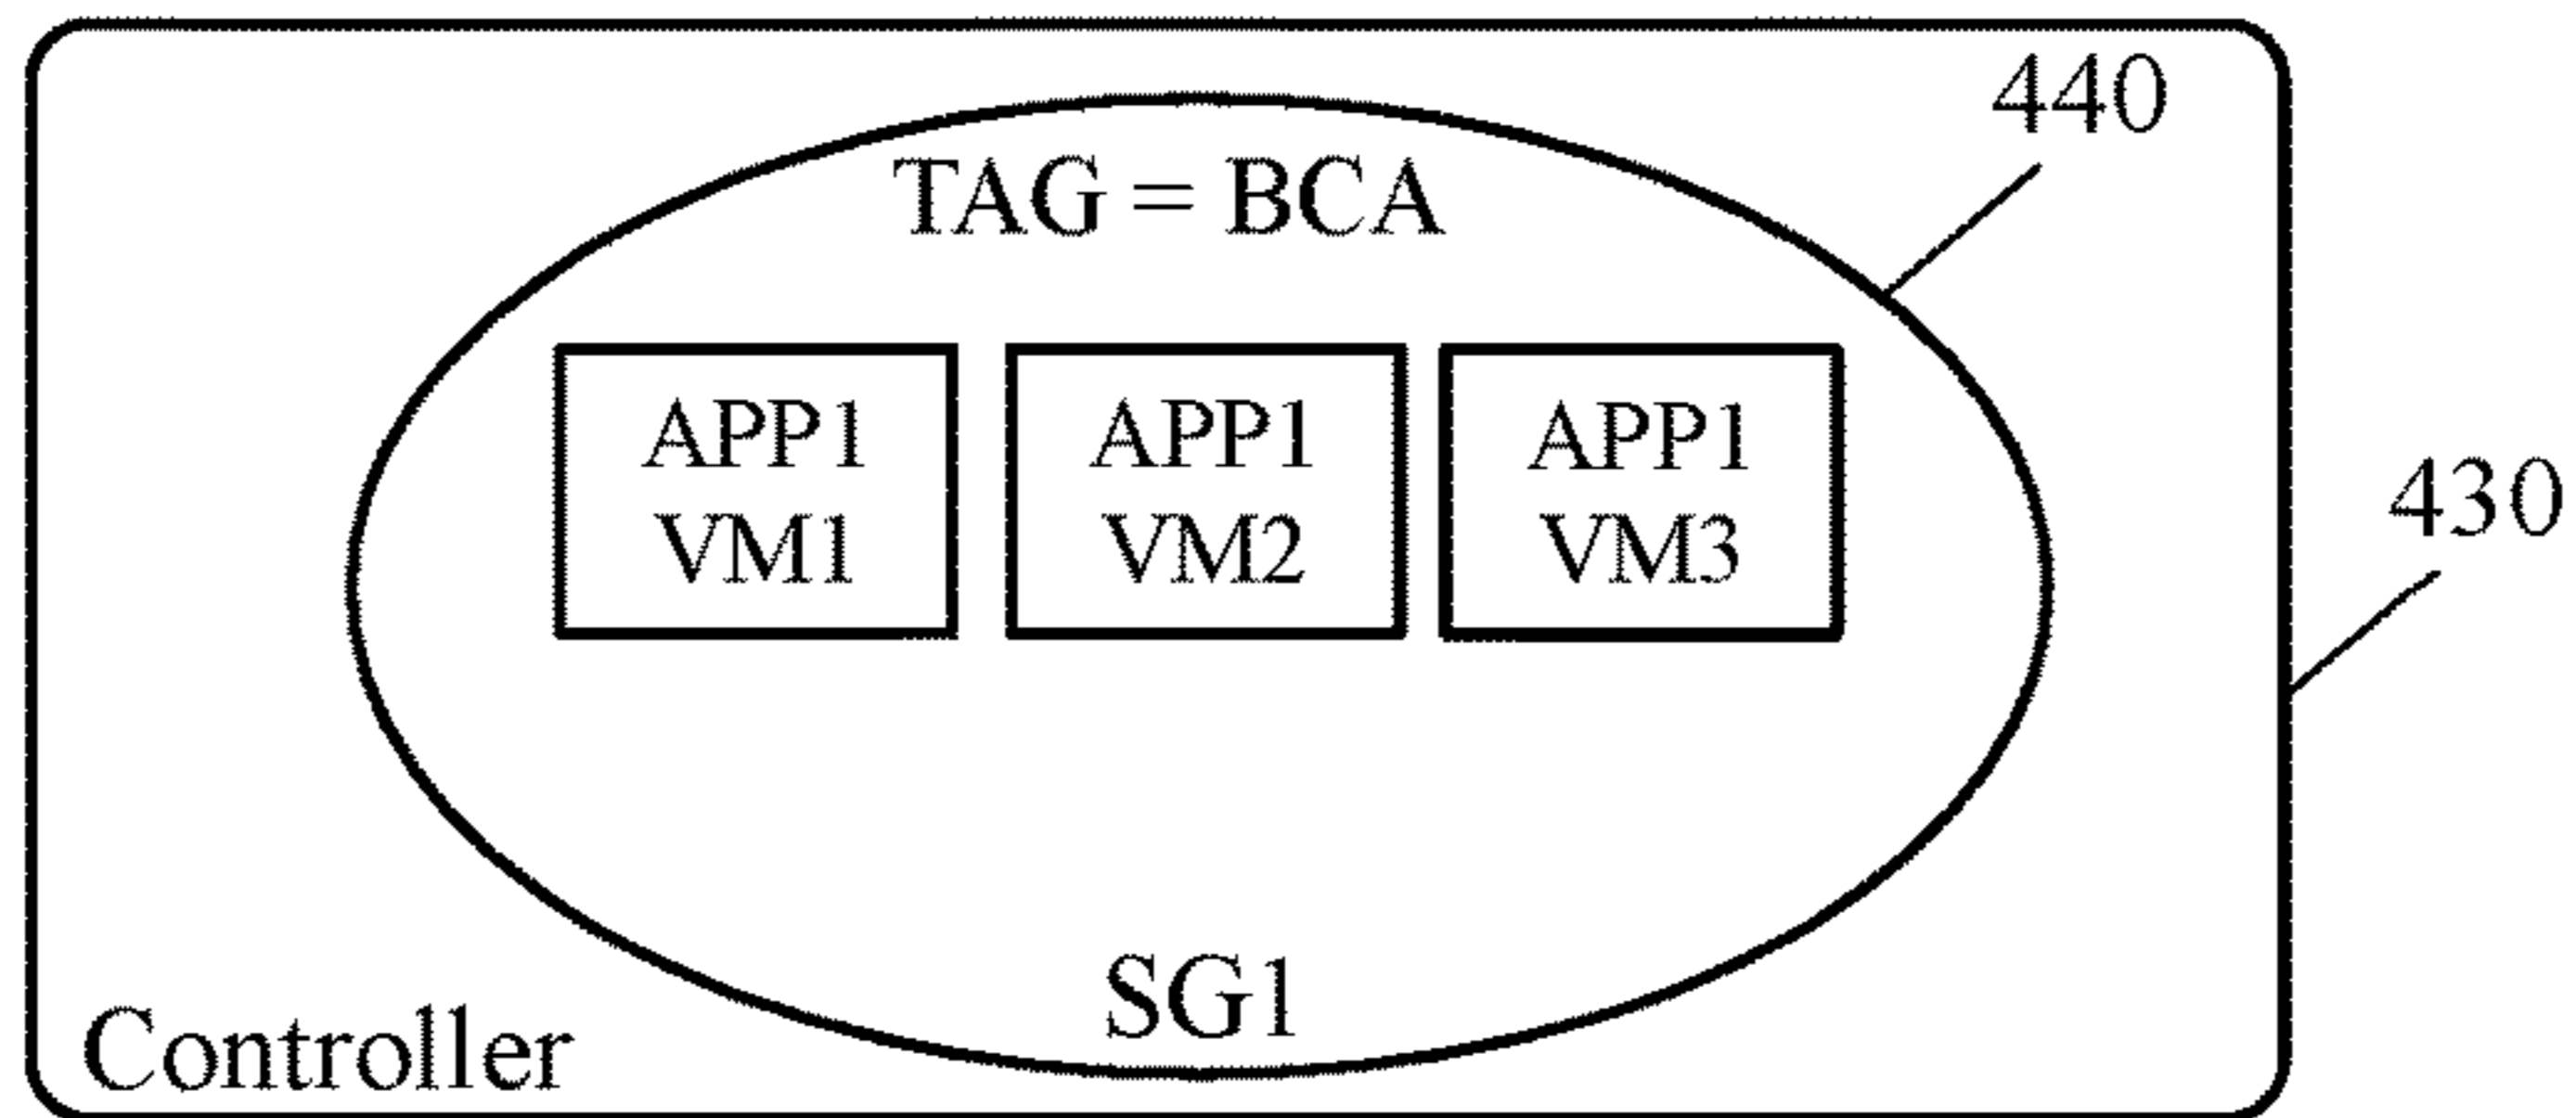 440
TAG = BCA
APP1
VM1
APP1
VM2
APP1
VM3
430
SG1
Controller